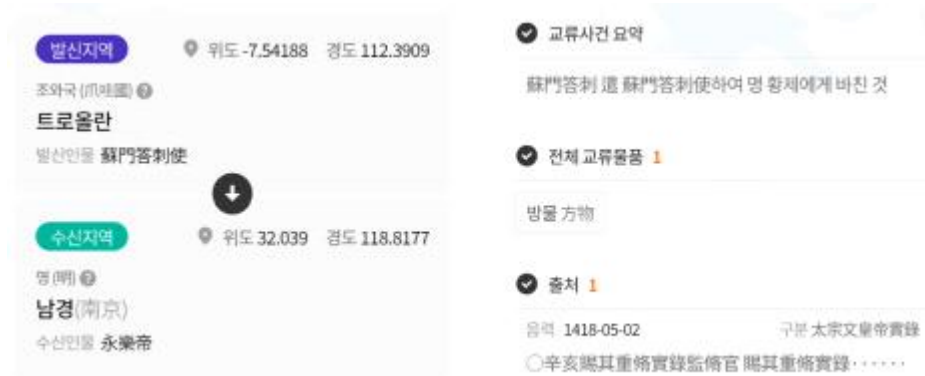 발신지역 위도 -7.54188 경도 112.3909
조와국 (爪哇國)
트로울란
발신인물 蘇門答剌使
수신지역 위도 32.039 경도 118.8177
명 (明)
남경(南京)
수신인물 永樂帝
교류사건 요약
蘇門答剌 遣 蘇門答剌使하여 명 황제에게 바친 것
전체 교류물품 1
방물 方物
출처 1
음력 1418-05-02 구분 太宗文皇帝實錄
○辛亥賜其重脩實錄監脩官 賜其重脩實錄······